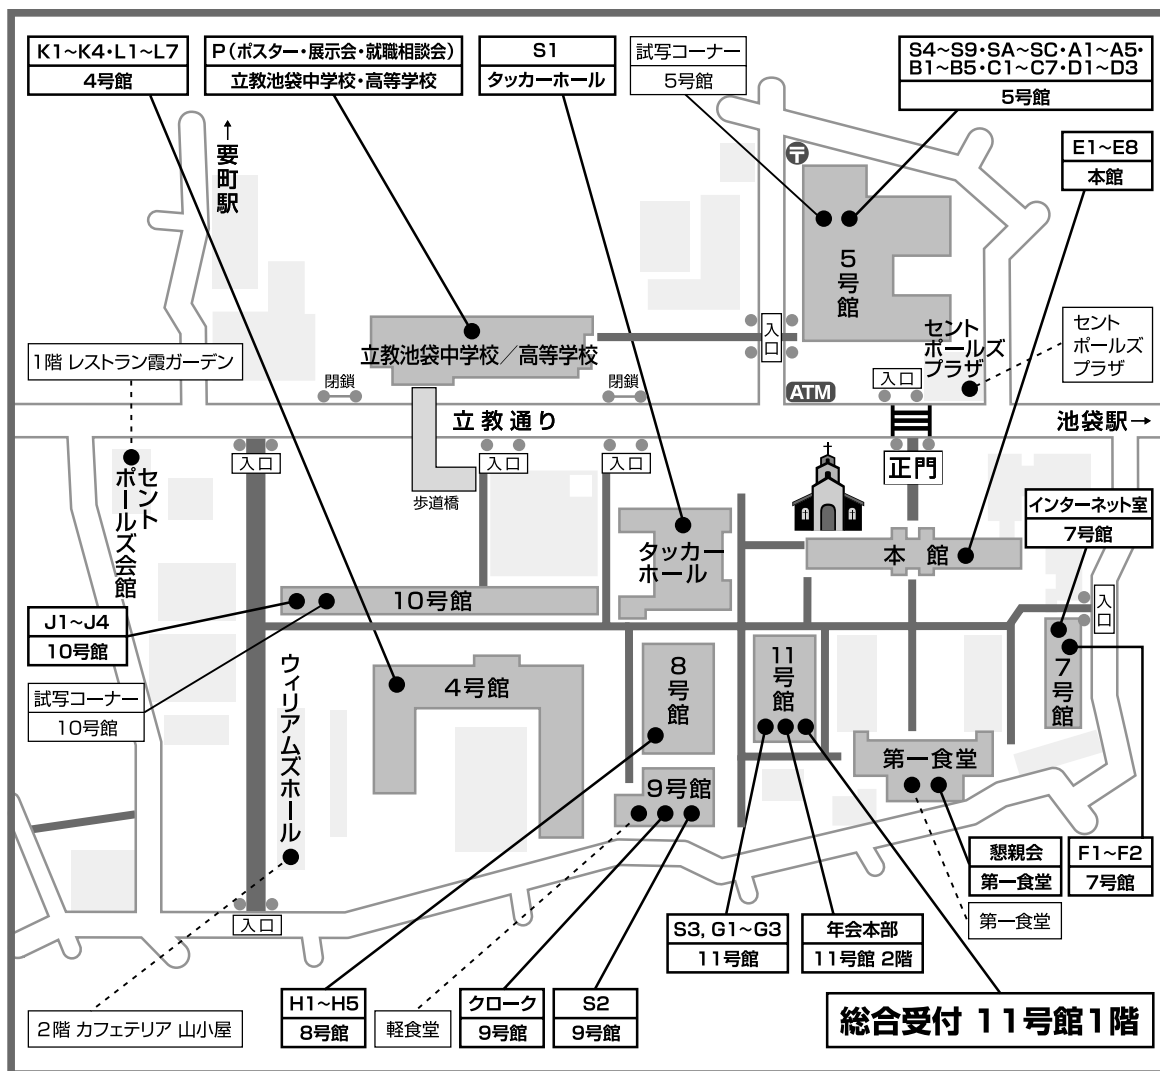 K1～K4・L1～L7
4号館
P（ポスター・展示会・就職相談会）
立教池袋中学校・高等学校
S1
タッカーホール
試写コーナー
5号館
S4～S9・SA～SC・A1～A5・
B1～B5・C1～C7・D1～D3
5号館
E1～E8
本館
↑
要町駅
〒
5号館
入口
セント
ポールズ
プラザ
セント
ポールズ
プラザ
立教池袋中学校／高等学校
1階 レストラン霞ガーデン
閉鎖
閉鎖
ATM
入口
立教通り
池袋駅→
入口
入口
入口
正門
歩道橋
セント
ポールズ会館
インターネット室
7号館
タッカー
ホール
本 館
10号館
入口
J1～J4
10号館
試写コーナー
10号館
ウィリアムズホール
4号館
8号館
11号館
7号館
第一食堂
9号館
懇親会
第一食堂
F1～F2
7号館
第一食堂
入口
S3, G1～G3
11号館
年会本部
11号館 2階
2階 カフェテリア 山小屋
H1～H5
8号館
軽食堂
クローク
9号館
S2
9号館
総合受付 11号館1階